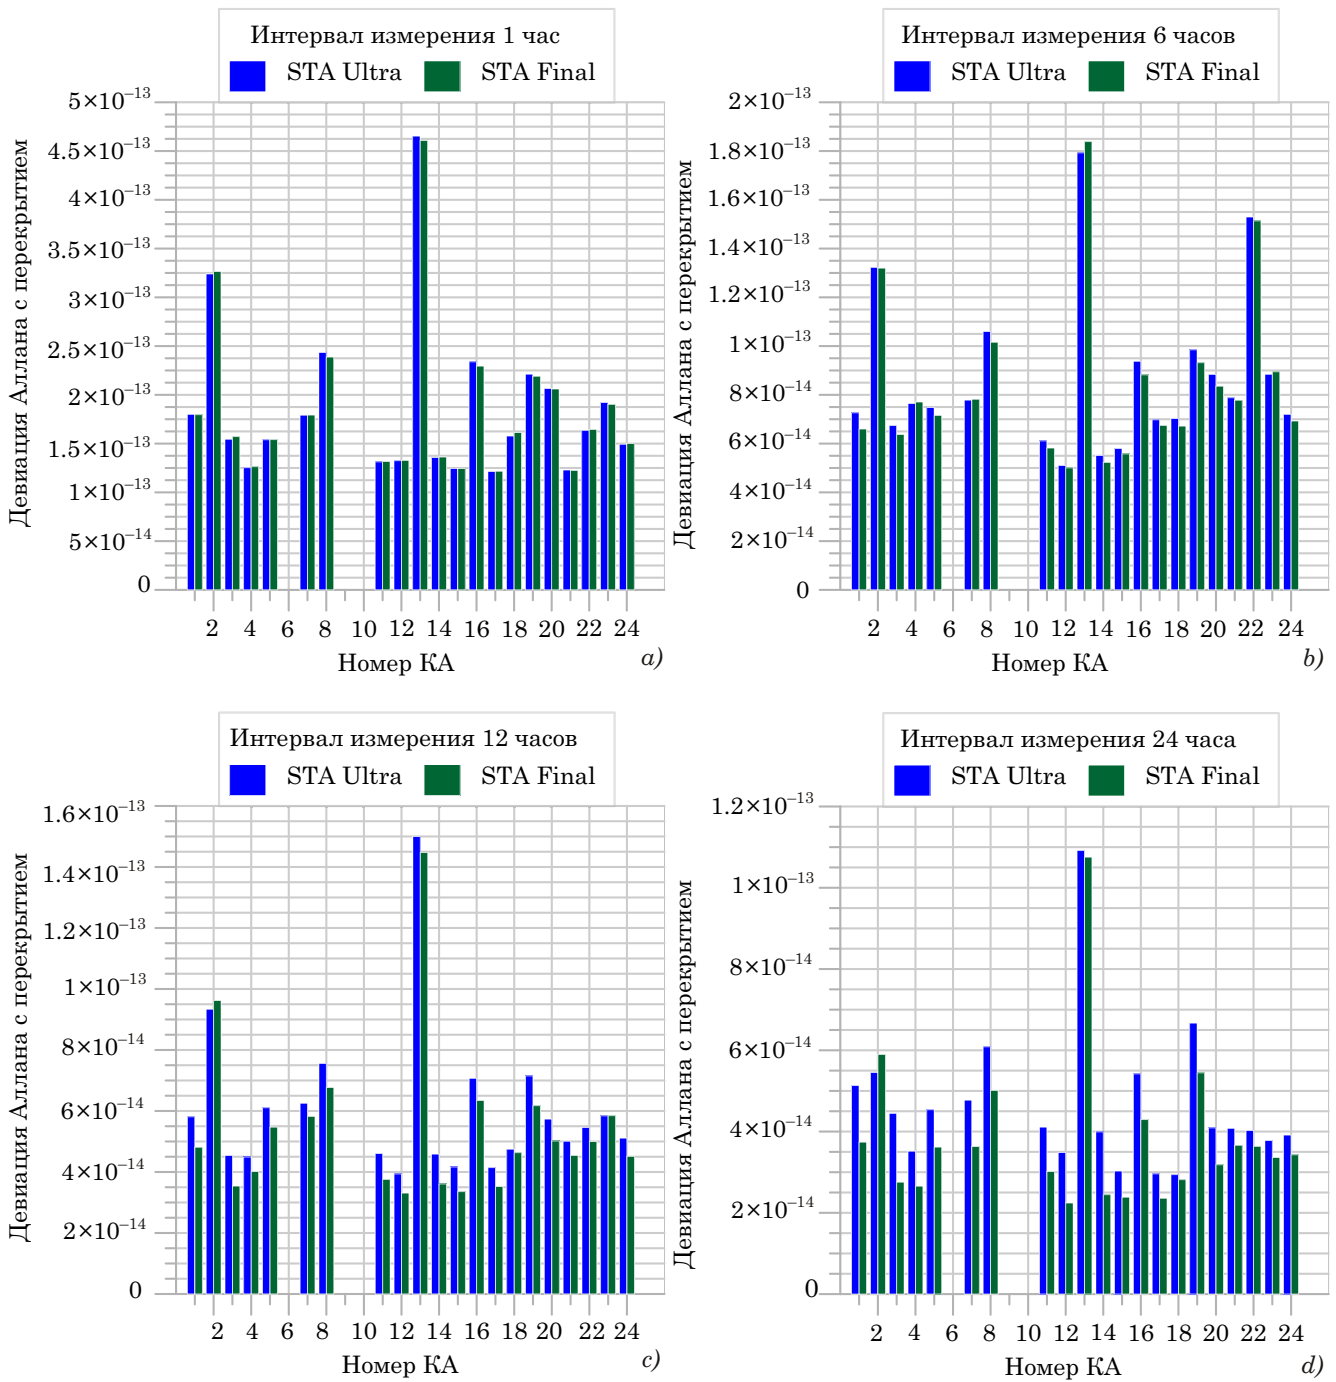 Интервал измерения 1 час
STA Ultra STA Final
Девиация Аллана с перекрытием
5×10⁻¹³
4.5×10⁻¹³
4×10⁻¹³
3.5×10⁻¹³
3×10⁻¹³
2.5×10⁻¹³
2×10⁻¹³
1.5×10⁻¹³
1×10⁻¹³
5×10⁻¹⁴
0
2 4 6 8 10 12 14 16 18 20 22 24
Номер КА
a)
Интервал измерения 6 часов
STA Ultra STA Final
Девиация Аллана с перекрытием
2×10⁻¹³
1.8×10⁻¹³
1.6×10⁻¹³
1.4×10⁻¹³
1.2×10⁻¹³
1×10⁻¹³
8×10⁻¹⁴
6×10⁻¹⁴
4×10⁻¹⁴
2×10⁻¹⁴
0
2 4 6 8 10 12 14 16 18 20 22 24
Номер КА
b)
Интервал измерения 12 часов
STA Ultra STA Final
Девиация Аллана с перекрытием
1.6×10⁻¹³
1.4×10⁻¹³
1.2×10⁻¹³
1×10⁻¹³
8×10⁻¹⁴
6×10⁻¹⁴
4×10⁻¹⁴
2×10⁻¹⁴
0
2 4 6 8 10 12 14 16 18 20 22 24
Номер КА
c)
Интервал измерения 24 часа
STA Ultra STA Final
Девиация Аллана с перекрытием
1.2×10⁻¹³
1×10⁻¹³
8×10⁻¹⁴
6×10⁻¹⁴
4×10⁻¹⁴
2×10⁻¹⁴
0
2 4 6 8 10 12 14 16 18 20 22 24
Номер КА
d)